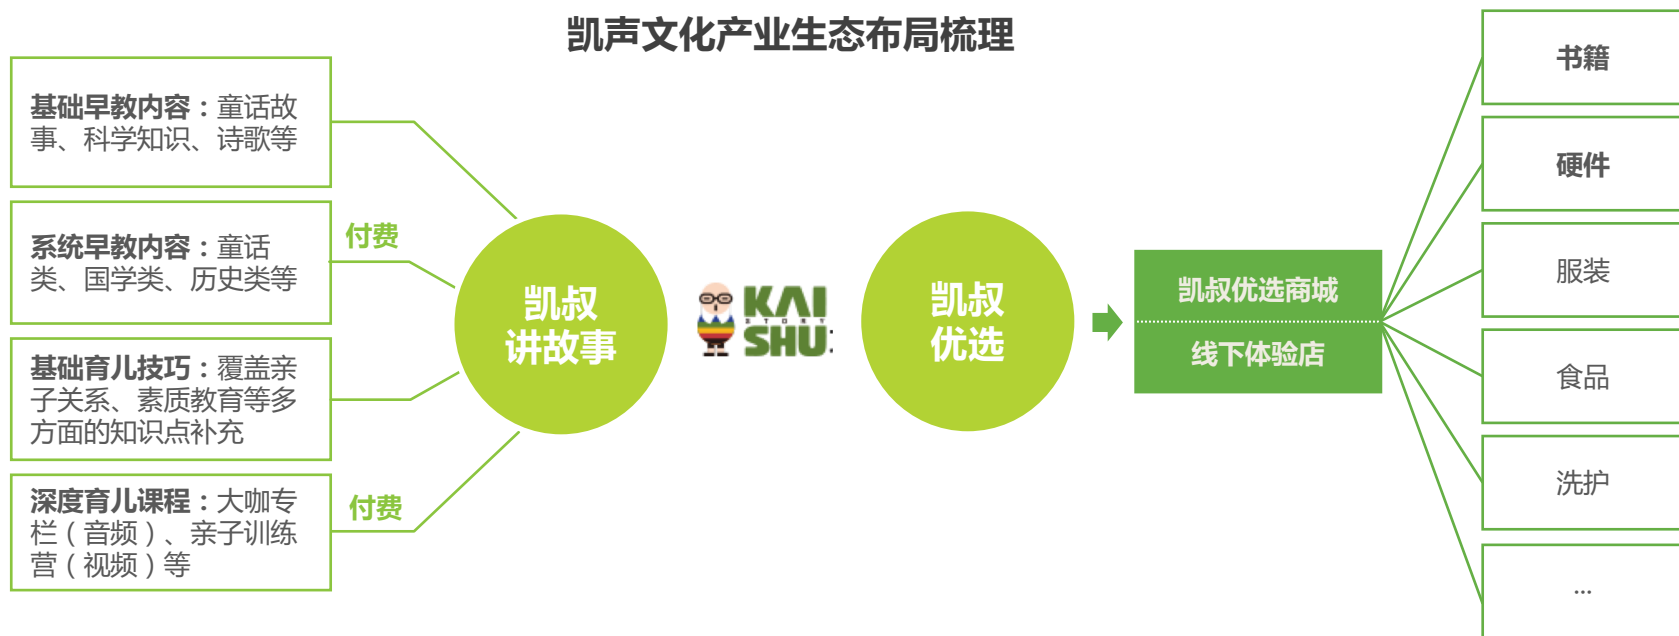 凯声文化产业生态布局梳理
基础早教内容：童话故
事、科学知识、诗歌等
系统早教内容：童话
类、国学类、历史类等
付费
基础育儿技巧：覆盖亲
子关系、素质教育等多
方面的知识点补充
深度育儿课程：大咖专
栏（音频）、亲子训练
营（视频）等
付费
凯叔
讲故事
KAI
STORY
SHU
凯叔
优选
凯叔优选商城
线下体验店
书籍
硬件
服装
食品
洗护
...